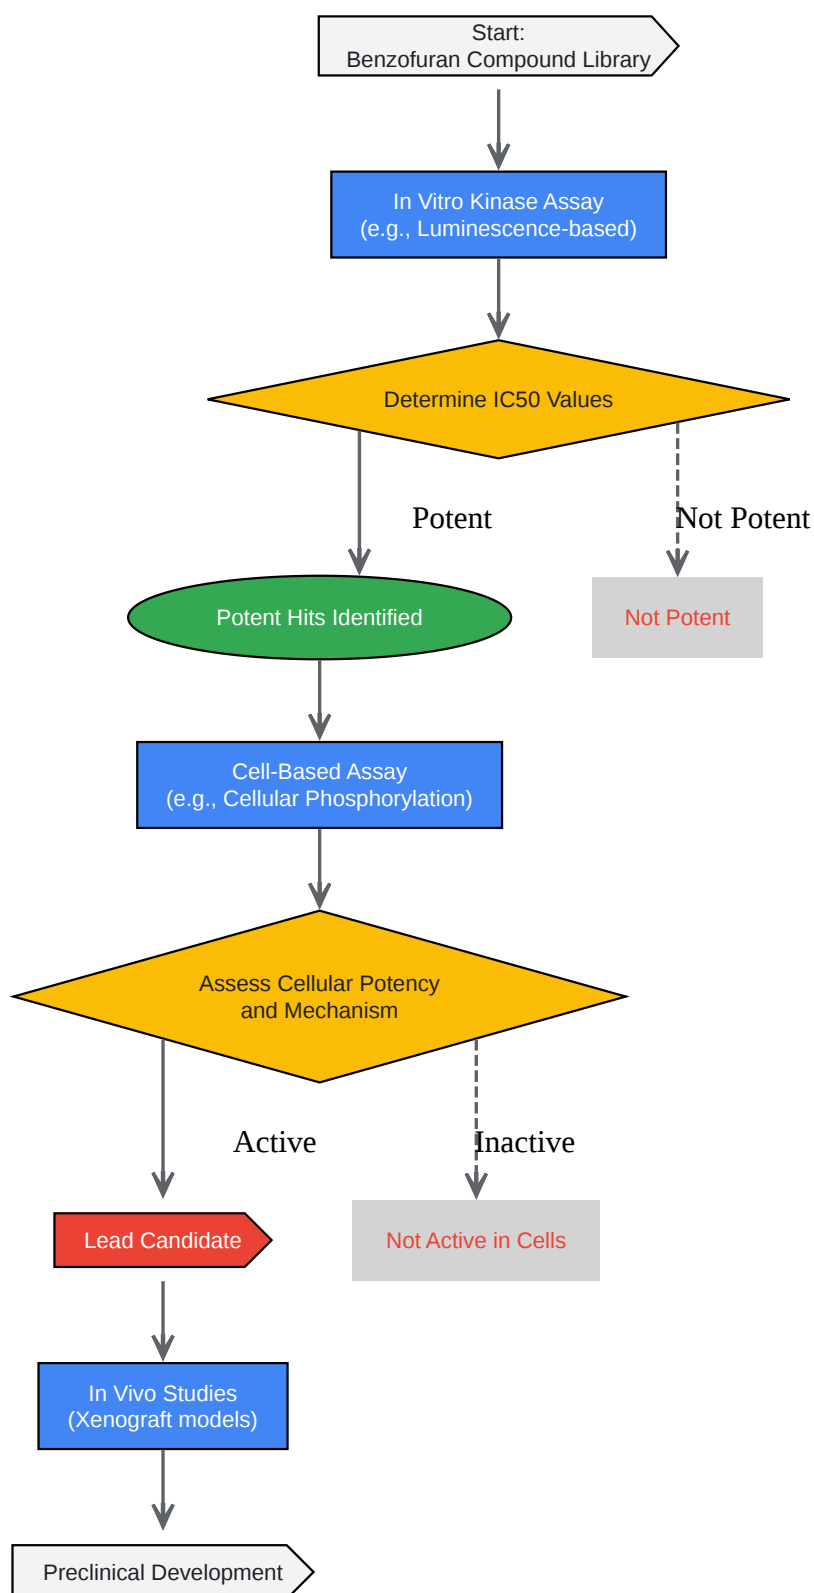 Start:
Benzofuran Compound Library
In Vitro Kinase Assay
(e.g., Luminescence-based)
Determine IC50 Values
Potent
Not Potent
Potent Hits Identified
Not Potent
Cell-Based Assay
(e.g., Cellular Phosphorylation)
Assess Cellular Potency
and Mechanism
Active
Inactive
Lead Candidate
Not Active in Cells
In Vivo Studies
(Xenograft models)
Preclinical Development